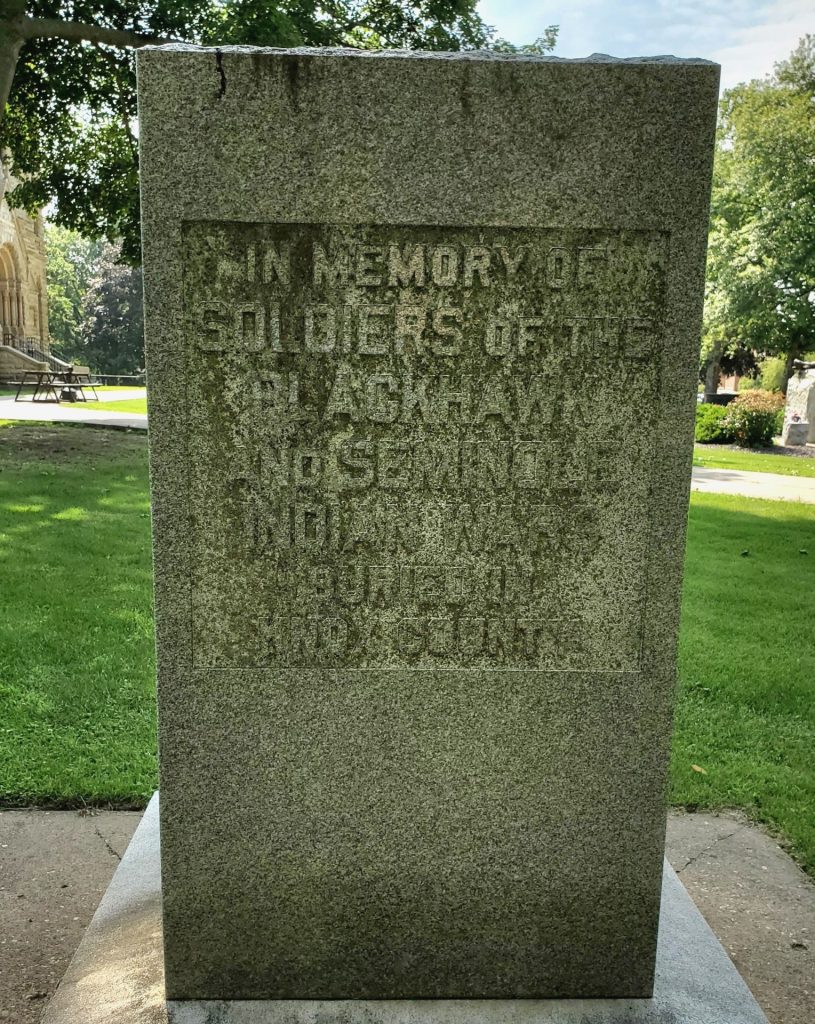 IN MEMORY OF
SOLDIERS OF THE
BLACKHAWK
AND SEMINOLE
INDIAN WARS
BURIED IN
KNOX COUNTY